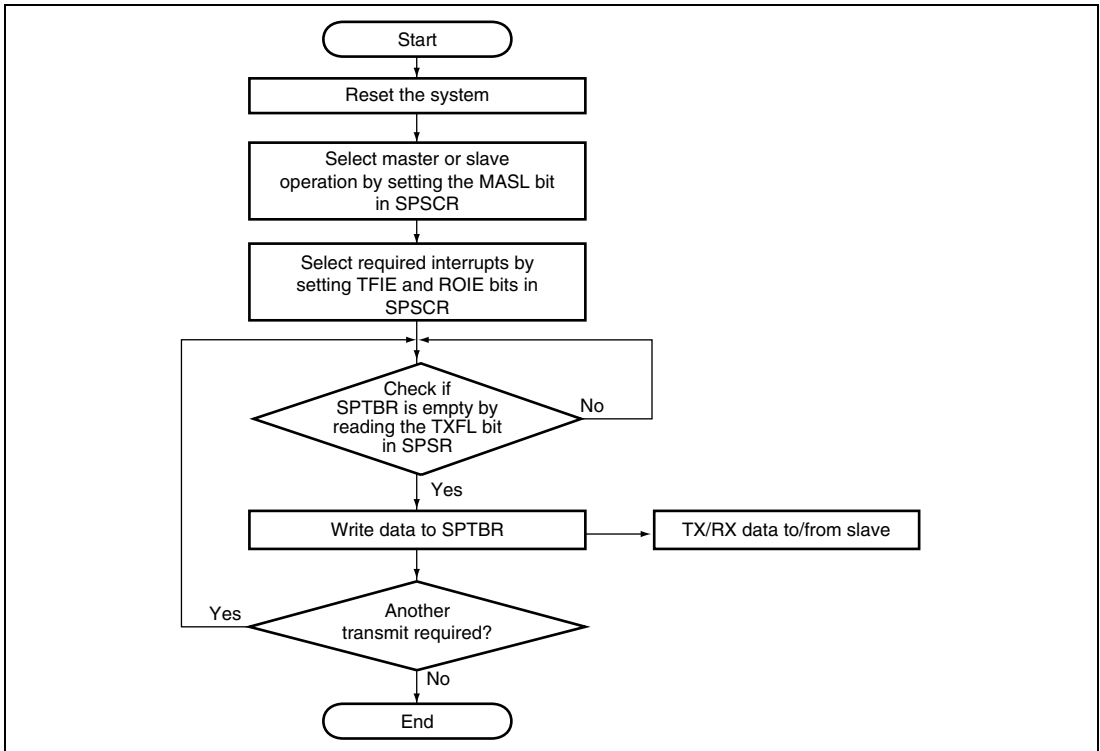 Start
Reset the system
Select master or slave
operation by setting the MASL bit
in SPSCR
Select required interrupts by
setting TFIE and ROIE bits in
SPSCR
Check if
SPTBR is empty by
reading the TXFL bit
in SPSR
No
Yes
Write data to SPTBR
TX/RX data to/from slave
Yes
Another
transmit required?
No
End